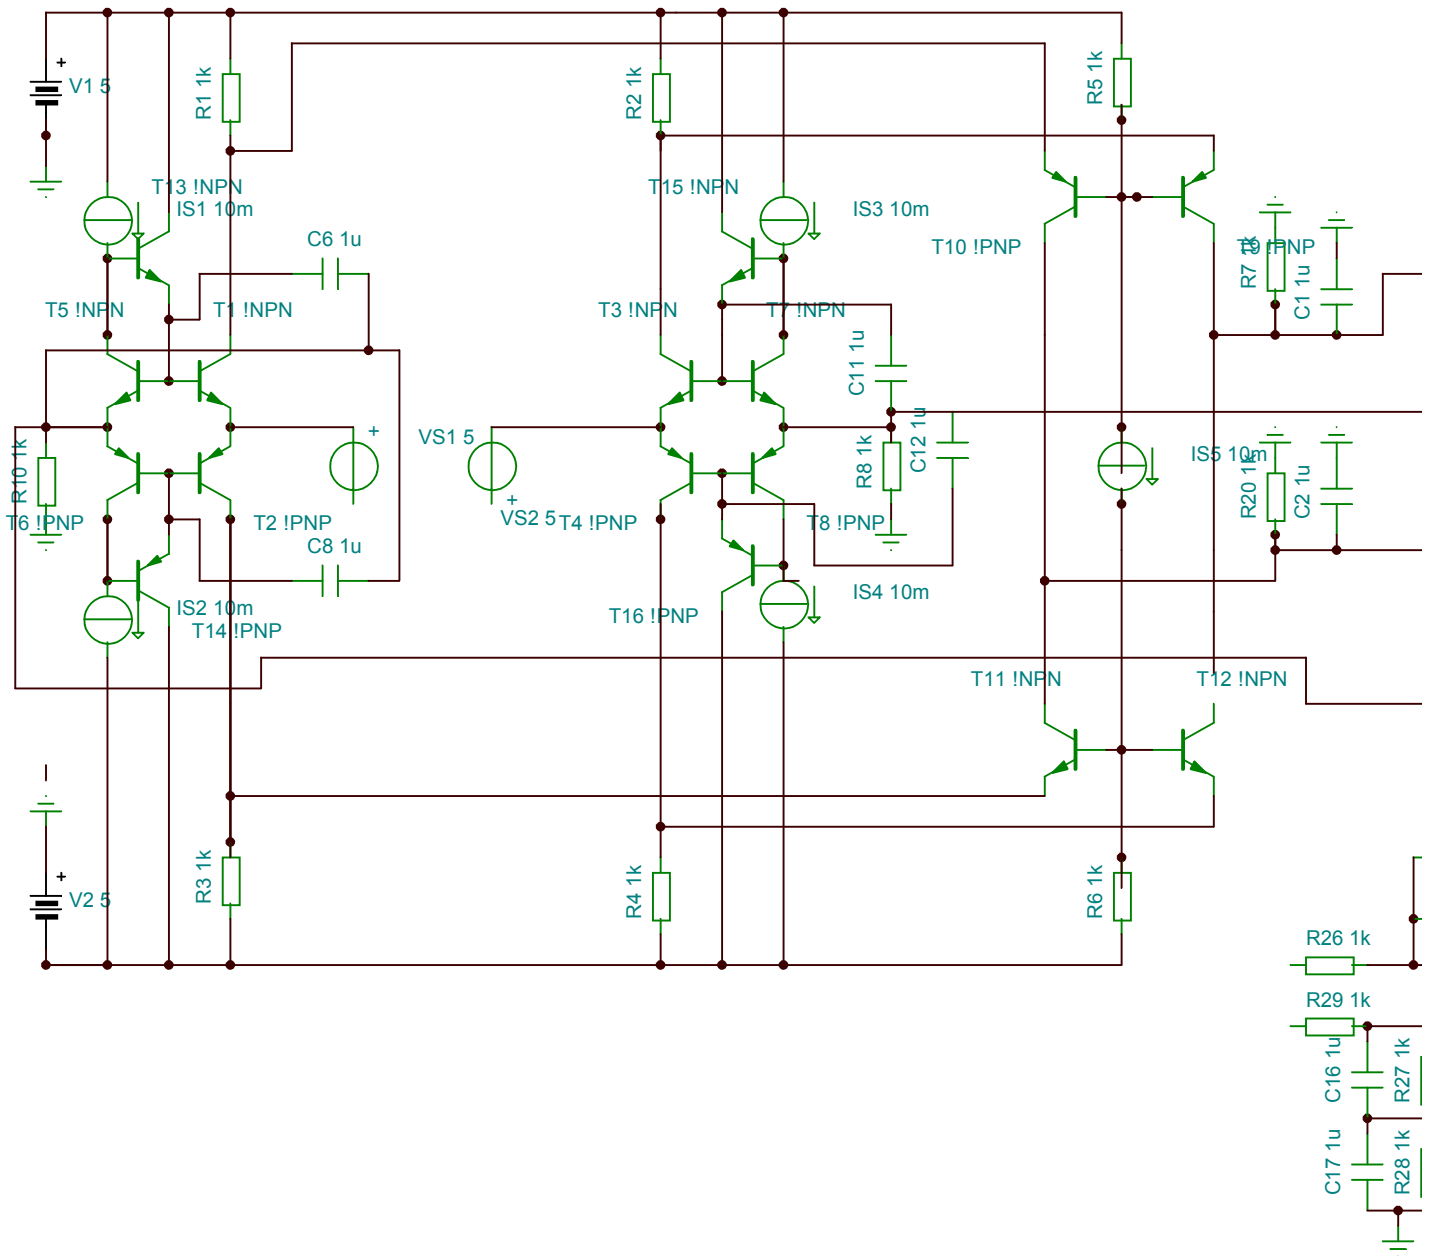 V1 5
+
R1 1k
R2 1k
R5 1k
T13 !NPN
IS1 10m
T15 !NPN
IS3 10m
C6 1u
T10 !PNP
T9 !PNP
R7 1k
C1 1u
T5 !NPN
T1 !NPN
T3 !NPN
T7 !NPN
C11 1u
C12 1u
R10 1k
+
VS1 5
+
VS2 5
R8 1k
IS5 10m
R20 1k
C2 1u
T6 !PNP
T2 !PNP
T4 !PNP
T8 !PNP
C8 1u
IS2 10m
T14 !PNP
T16 !PNP
IS4 10m
T11 !NPN
T12 !NPN
+
V2 5
R3 1k
R4 1k
R6 1k
R26 1k
R29 1k
C16 1u
R27 1k
C17 1u
R28 1k